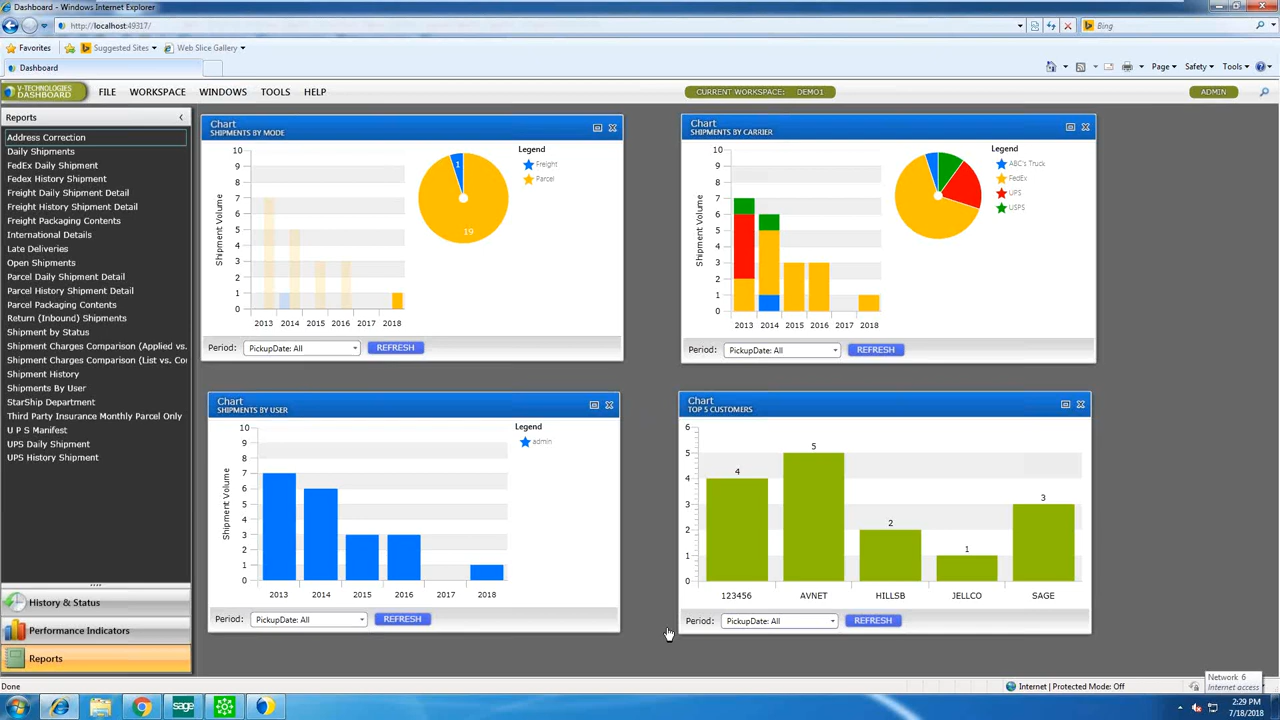 Dashboard - Windows Internet Explorer
http://localhost:49317/
Bing
Favorites Suggested Sites Web Slice Gallery
Dashboard
Page Safety Tools
V-TECHNOLOGIES
DASHBOARD
FILE WORKSPACE WINDOWS TOOLS HELP
CURRENT WORKSPACE: DEMO1
ADMIN
Reports
Address Correction
Daily Shipments
FedEx Daily Shipment
Fedex History Shipment
Freight Daily Shipment Detail
Freight History Shipment Detail
Freight Packaging Contents
International Details
Late Deliveries
Open Shipments
Parcel Daily Shipment Detail
Parcel History Shipment Detail
Parcel Packaging Contents
Return (Inbound) Shipments
Shipment by Status
Shipment Charges Comparison (Applied vs.
Shipment Charges Comparison (List vs. Co
Shipment History
Shipments By User
StarShip Department
Third Party Insurance Monthly Parcel Only
U P S Manifest
UPS Daily Shipment
UPS History Shipment
History & Status
Performance Indicators
Reports
Chart
SHIPMENTS BY MODE
Shipment Volume
10
9
8
7
6
5
4
3
2
1
0
2013 2014 2015 2016 2017 2018
1
19
Legend
Freight
Parcel
Period: PickupDate: All REFRESH
Chart
SHIPMENTS BY CARRIER
Shipment Volume
10
9
8
7
6
5
4
3
2
1
0
2013 2014 2015 2016 2017 2018
Legend
ABC's Truck
FedEx
UPS
USPS
Period: PickupDate: All REFRESH
Chart
SHIPMENTS BY USER
Shipment Volume
10
9
8
7
6
5
4
3
2
1
0
2013 2014 2015 2016 2017 2018
Legend
admin
Period: PickupDate: All REFRESH
Chart
TOP 5 CUSTOMERS
6
5
4
3
2
1
0
4 5 2 1 3
123456 AVNET HILLSB JELLCO SAGE
Period: PickupDate: All REFRESH
Done
Internet | Protected Mode: Off
Network 6
Internet access
sage
2:29 PM
7/18/2018